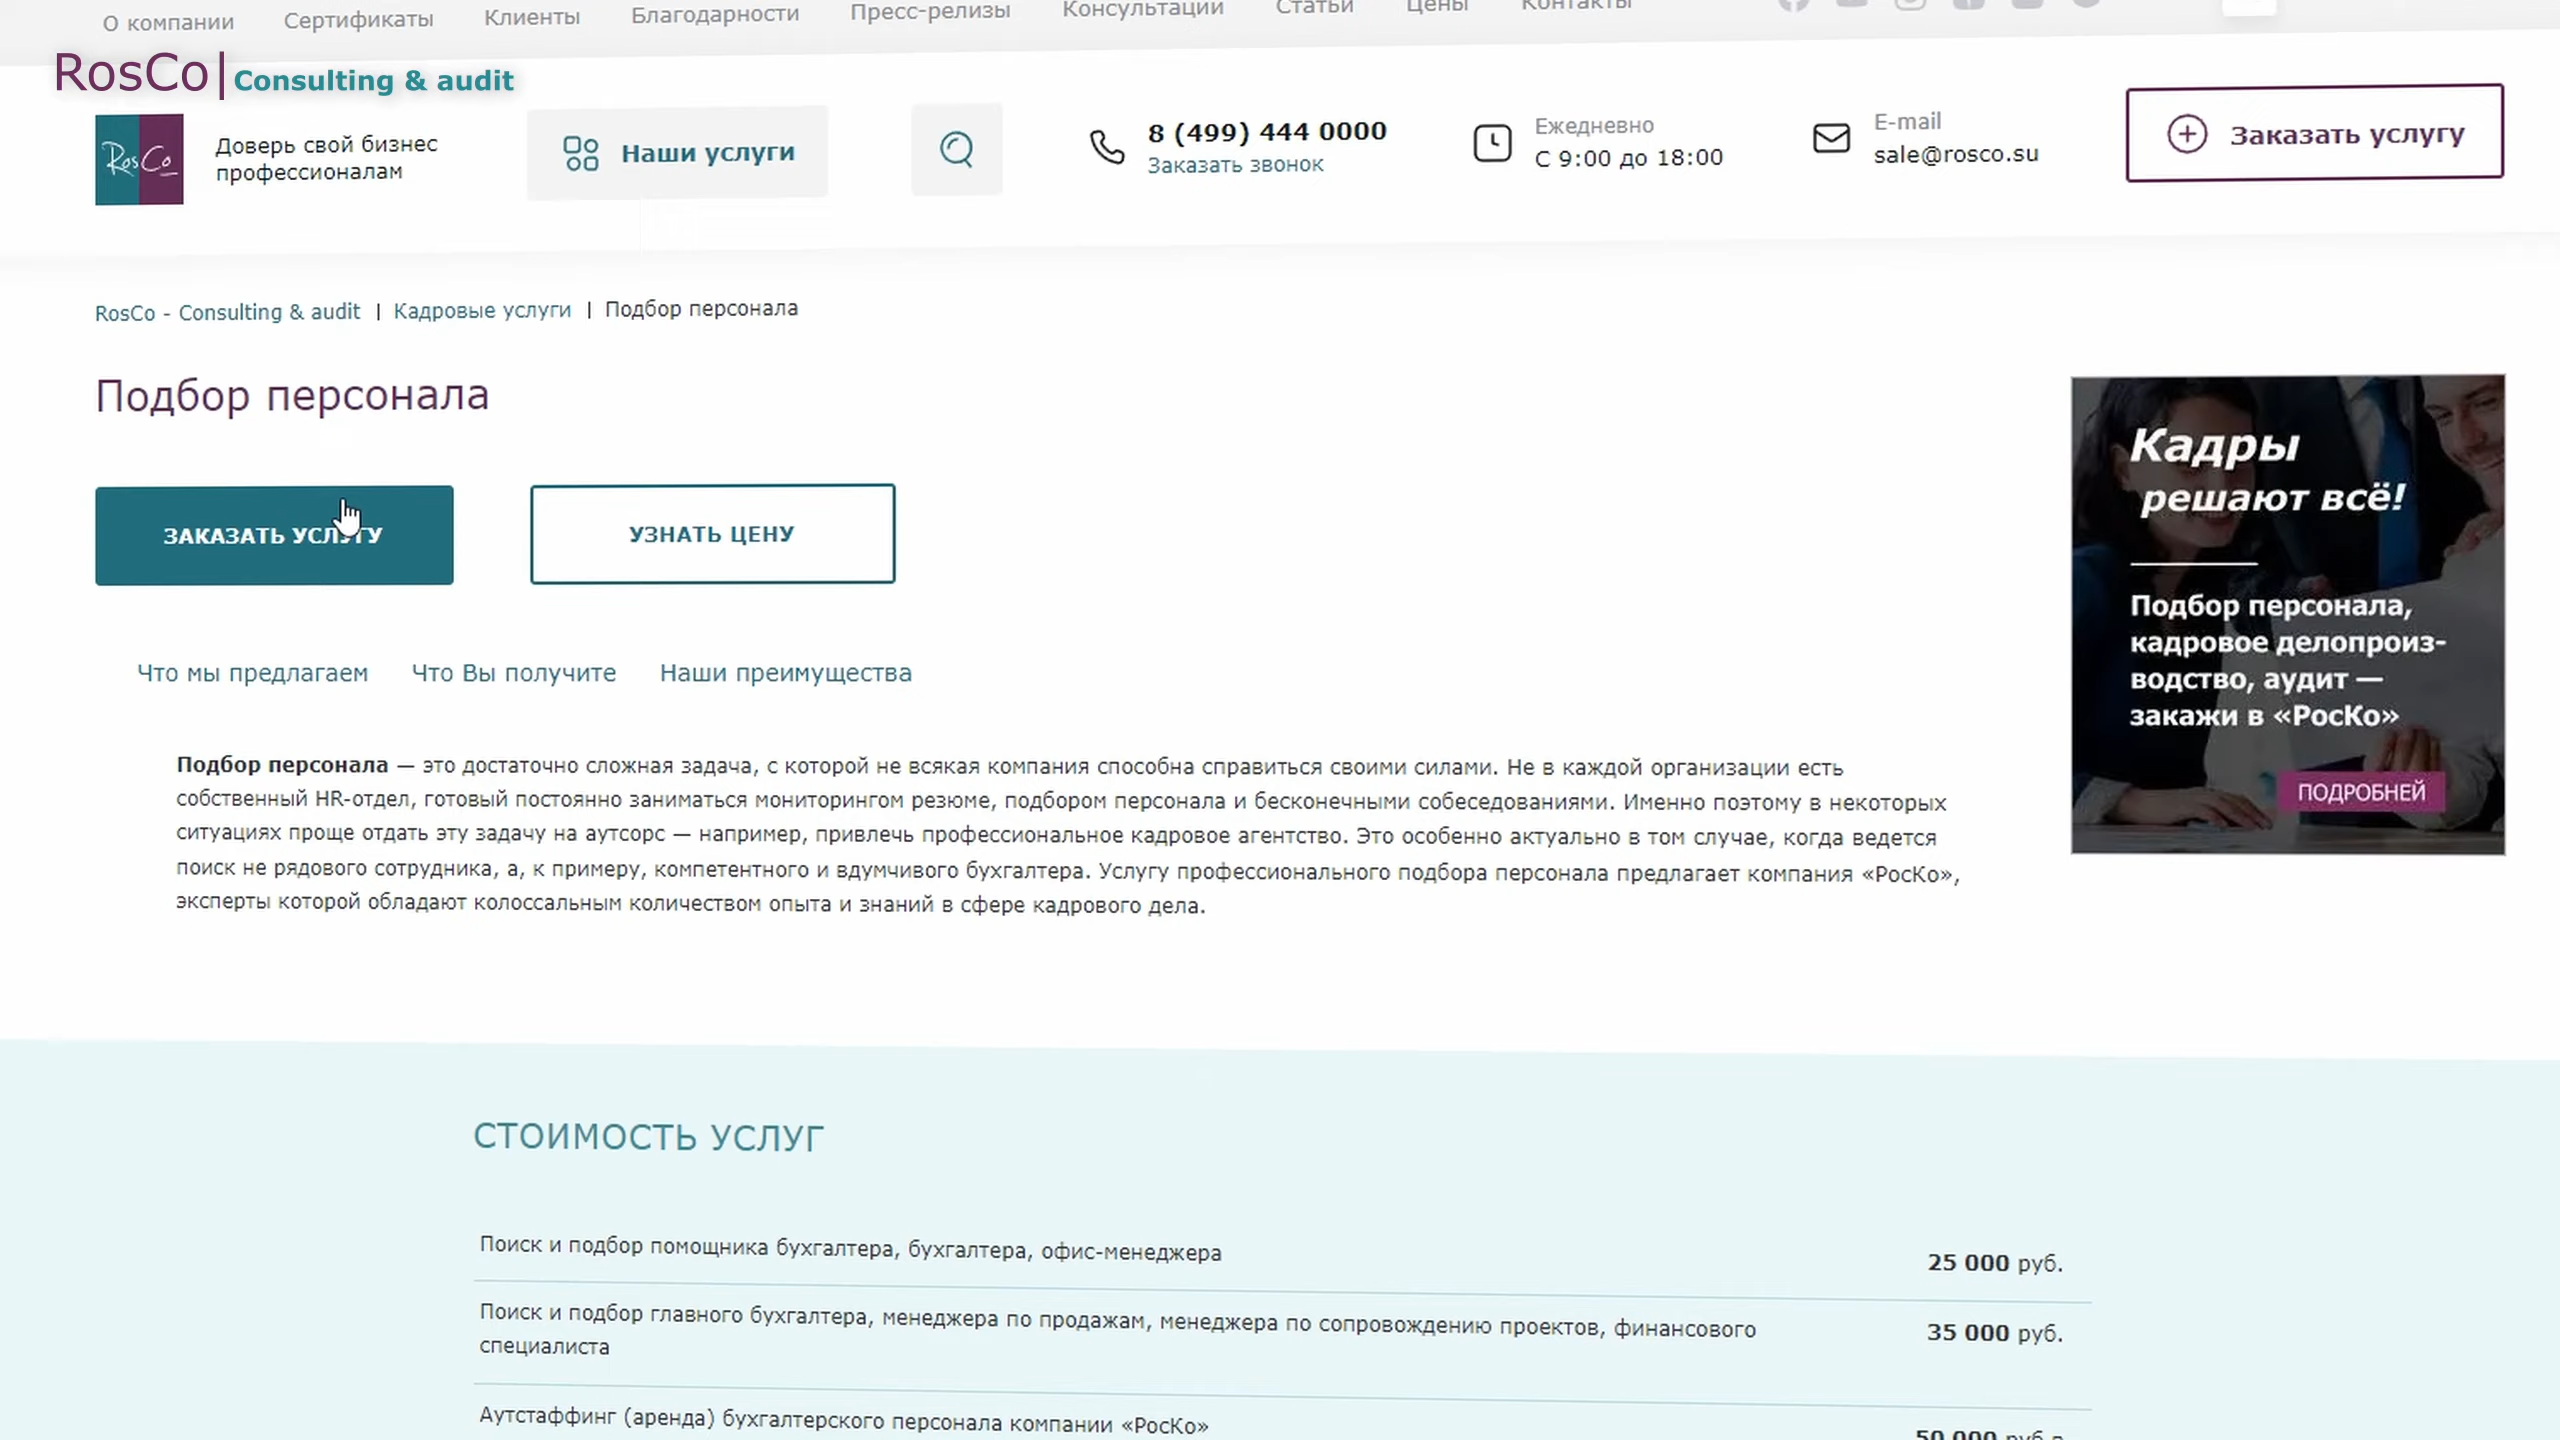 О компании Сертификаты Клиенты Благодарности Пресс-релизы Консультации Статьи Цены Контакты
RosCo| Consulting & audit
RosCo
Доверь свой бизнес
профессионалам
Наши услуги
8 (499) 444 0000
Заказать звонок
Ежедневно
С 9:00 до 18:00
E-mail
sale@rosco.su
Заказать услугу
RosCo - Consulting & audit | Кадровые услуги | Подбор персонала
Подбор персонала
ЗАКАЗАТЬ УСЛУГУ
УЗНАТЬ ЦЕНУ
Что мы предлагаем Что Вы получите Наши преимущества
Подбор персонала — это достаточно сложная задача, с которой не всякая компания способна справиться своими силами. Не в каждой организации есть
собственный HR-отдел, готовый постоянно заниматься мониторингом резюме, подбором персонала и бесконечными собеседованиями. Именно поэтому в некоторых
ситуациях проще отдать эту задачу на аутсорс — например, привлечь профессиональное кадровое агентство. Это особенно актуально в том случае, когда ведется
поиск не рядового сотрудника, а, к примеру, компетентного и вдумчивого бухгалтера. Услугу профессионального подбора персонала предлагает компания «РосКо»,
эксперты которой обладают колоссальным количеством опыта и знаний в сфере кадрового дела.
Кадры
решают всё!
Подбор персонала,
кадровое делопроиз-
водство, аудит —
закажи в «РосКо»
ПОДРОБНЕЙ
СТОИМОСТЬ УСЛУГ
Поиск и подбор помощника бухгалтера, бухгалтера, офис-менеджера
25 000 руб.
Поиск и подбор главного бухгалтера, менеджера по продажам, менеджера по сопровождению проектов, финансового
специалиста
35 000 руб.
Аутстаффинг (аренда) бухгалтерского персонала компании «РосКо»
50 000